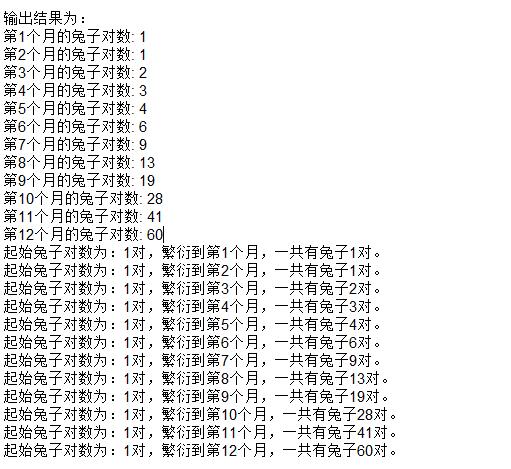 输出结果为：
第1个月的兔子对数: 1
第2个月的兔子对数: 1
第3个月的兔子对数: 2
第4个月的兔子对数: 3
第5个月的兔子对数: 4
第6个月的兔子对数: 6
第7个月的兔子对数: 9
第8个月的兔子对数: 13
第9个月的兔子对数: 19
第10个月的兔子对数: 28
第11个月的兔子对数: 41
第12个月的兔子对数: 60
起始兔子对数为：1对，繁衍到第1个月，一共有兔子1对。
起始兔子对数为：1对，繁衍到第2个月，一共有兔子1对。
起始兔子对数为：1对，繁衍到第3个月，一共有兔子2对。
起始兔子对数为：1对，繁衍到第4个月，一共有兔子3对。
起始兔子对数为：1对，繁衍到第5个月，一共有兔子4对。
起始兔子对数为：1对，繁衍到第6个月，一共有兔子6对。
起始兔子对数为：1对，繁衍到第7个月，一共有兔子9对。
起始兔子对数为：1对，繁衍到第8个月，一共有兔子13对。
起始兔子对数为：1对，繁衍到第9个月，一共有兔子19对。
起始兔子对数为：1对，繁衍到第10个月，一共有兔子28对。
起始兔子对数为：1对，繁衍到第11个月，一共有兔子41对。
起始兔子对数为：1对，繁衍到第12个月，一共有兔子60对。